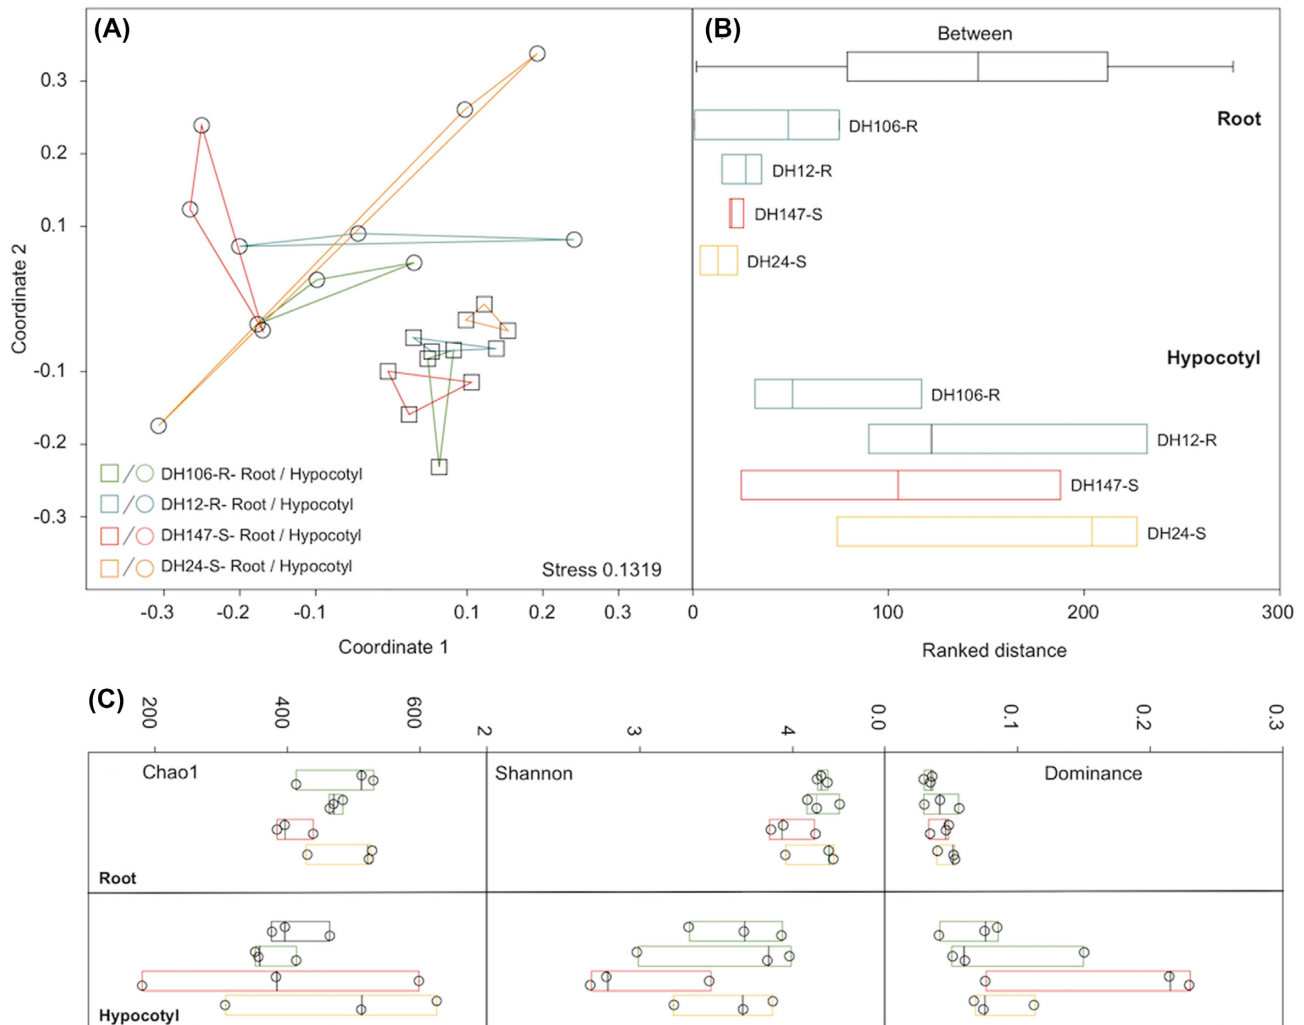 (A)
0.3
0.2
0.1
-0.1
-0.2
-0.3
Coordinate 2
DH106-R- Root / Hypocotyl
DH12-R- Root / Hypocotyl
DH147-S- Root / Hypocotyl
DH24-S- Root / Hypocotyl
Stress 0.1319
-0.3
-0.2
-0.1
0.1
0.2
0.3
Coordinate 1
(B)
Between
Root
DH106-R
DH12-R
DH147-S
DH24-S
Hypocotyl
DH106-R
DH12-R
DH147-S
DH24-S
0
100
200
300
Ranked distance
(C)
200
400
600
2
3
4
0.0
0.1
0.2
0.3
Chao1
Shannon
Dominance
Root
Hypocotyl